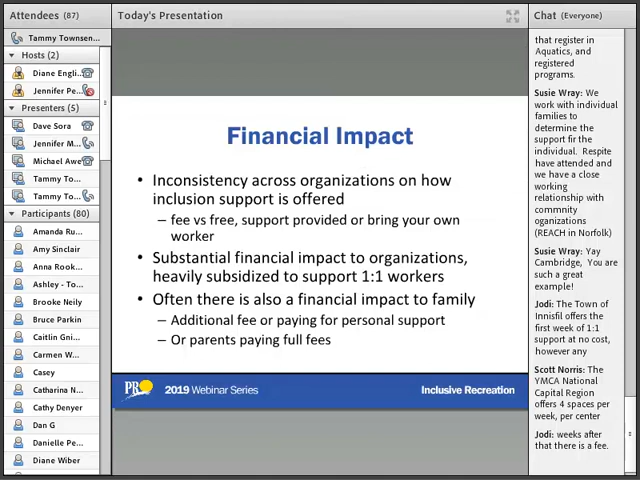 Attendees (87)
Tammy Townsen...
Hosts (2)
Diane Engli...
Jennifer Pe...
Presenters (5)
Dave Sora
Jennifer M...
Michael Awe
Tammy To...
Tammy To...
Participants (80)
Amanda Ru...
Amy Sinclair
Anna Rook...
Ashley - To...
Brooke Neily
Bruce Parkin
Caitlin Gni...
Carmen W...
Casey
Catharina N...
Cathy Denyer
Dan G
Danielle Pe...
Diane Wiber
Today's Presentation
Financial Impact
• Inconsistency across organizations on how
inclusion support is offered
– fee vs free, support provided or bring your own
worker
• Substantial financial impact to organizations,
heavily subsidized to support 1:1 workers
• Often there is also a financial impact to family
– Additional fee or paying for personal support
– Or parents paying full fees
PRO
2019 Webinar Series
Inclusive Recreation
Chat (Everyone)
that register in
Aquatics, and
registered
programs.
Susie Wray: We
work with individual
families to
determine the
support fir the
individual. Respite
have attended and
we have a close
working
relationship with
commnity
organizations
(REACH in Norfolk)
Susie Wray: Yay
Cambridge, You are
such a great
example!
Jodi: The Town of
Innisfil offers the
first week of 1:1
support at no cost,
however any
Scott Norris: The
YMCA National
Capital Region
offers 4 spaces per
week, per center
Jodi: weeks after
that there is a fee.